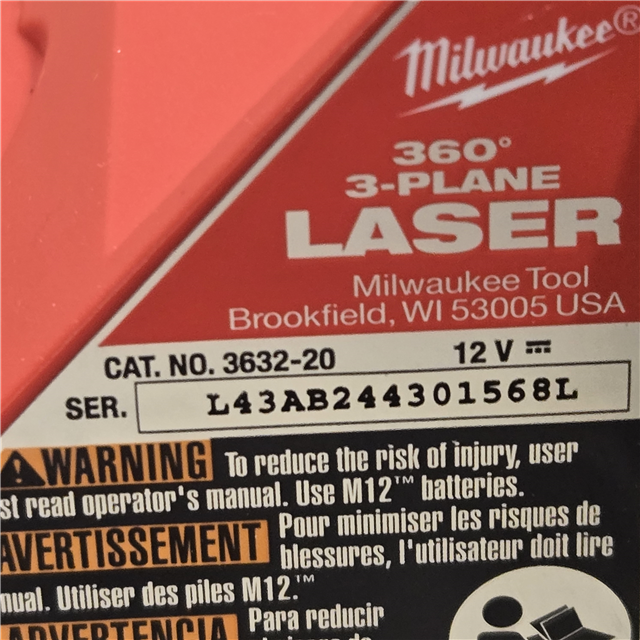 Milwaukee®
360°
3-PLANE
LASER
Milwaukee Tool
Brookfield, WI 53005 USA
CAT. NO. 3632-20 12 V ⎓
SER. L43AB244301568L
WARNING To reduce the risk of injury, user
st read operator's manual. Use M12™ batteries.
AVERTISSEMENT Pour minimiser les risques de
blessures, l'utilisateur doit lire
nual. Utiliser des piles M12.™
ADVERTENCIA Para reducir